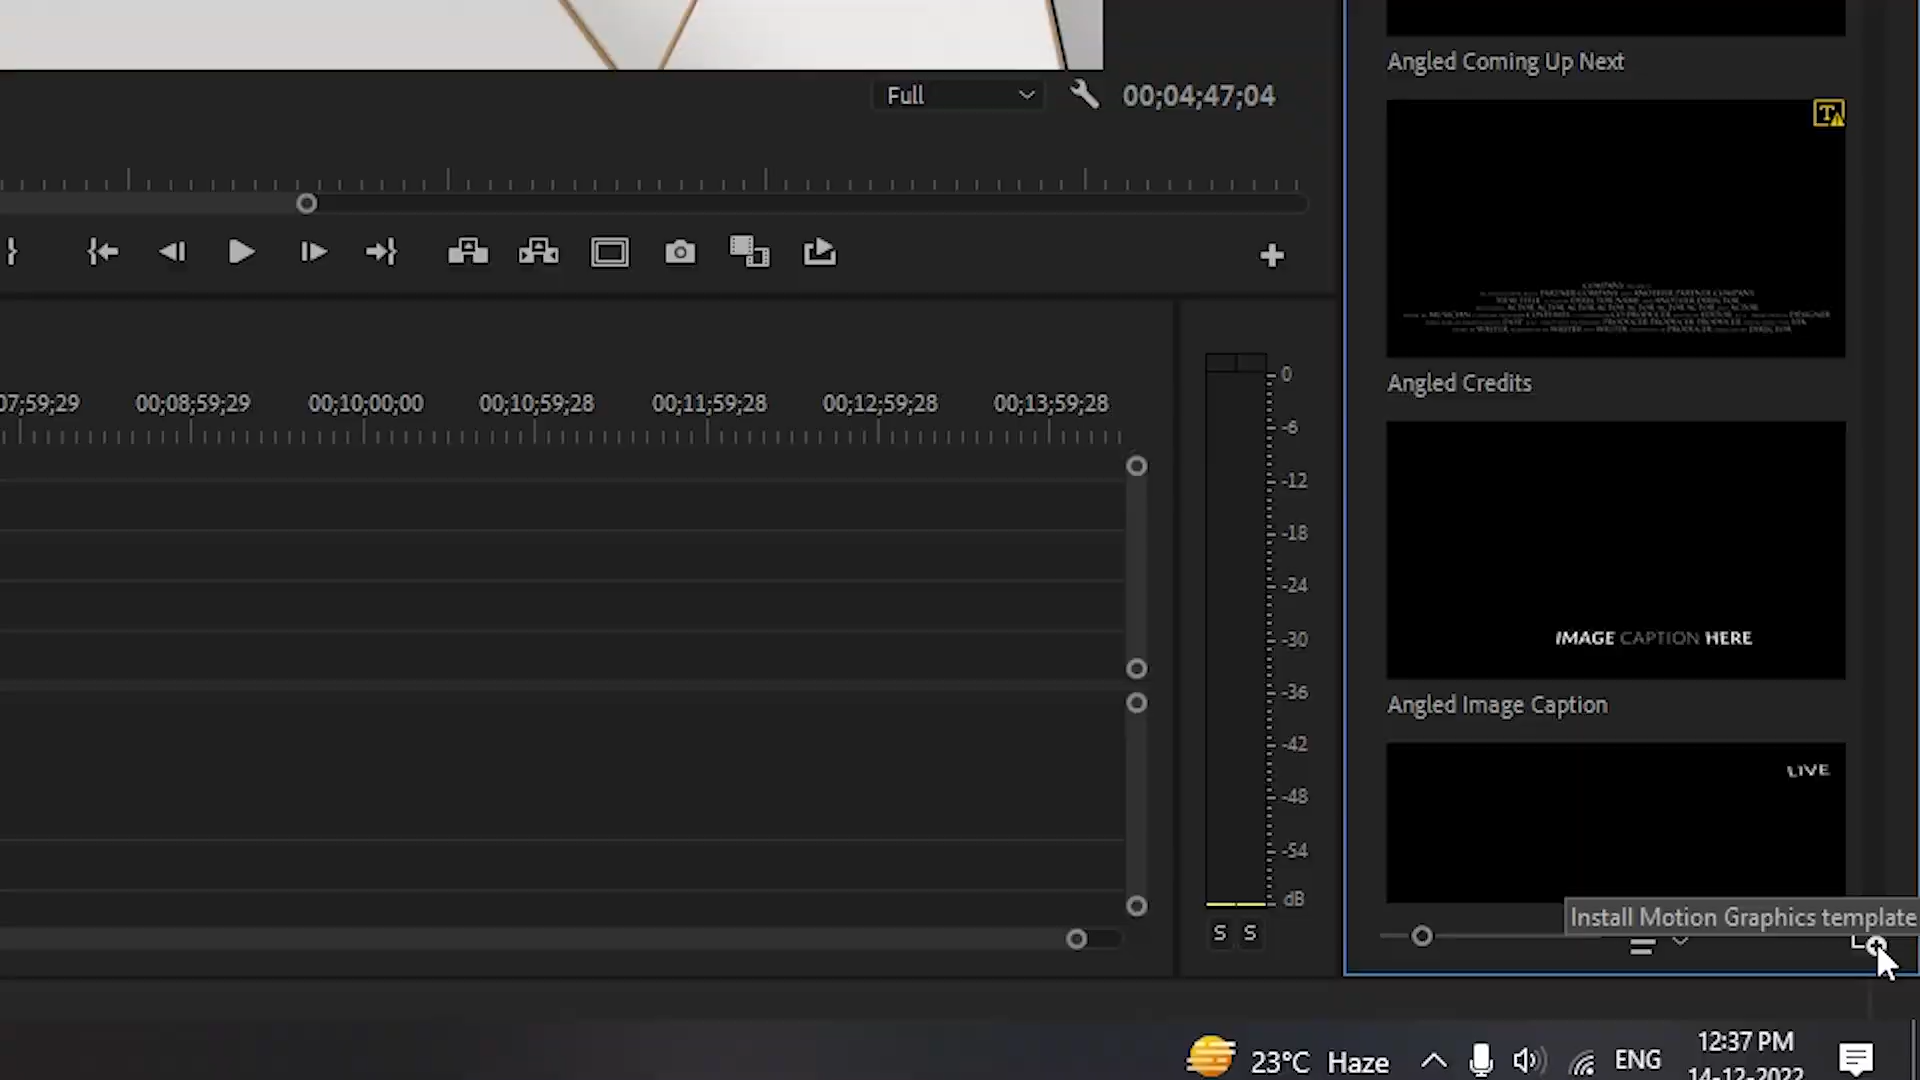 Angled Coming Up Next
Full
00;04;47;04
T
Angled Credits
07;59;29 00;08;59;29 00;10;00;00 00;10;59;28 00;11;59;28 00;12;59;28 00;13;59;28
0
-6
-12
-18
-24
-30
-36
-42
-48
-54
dB
S S
IMAGE CAPTION HERE
Angled Image Caption
LIVE
Install Motion Graphics template
23°C Haze
ENG
12:37 PM
14-12-2022